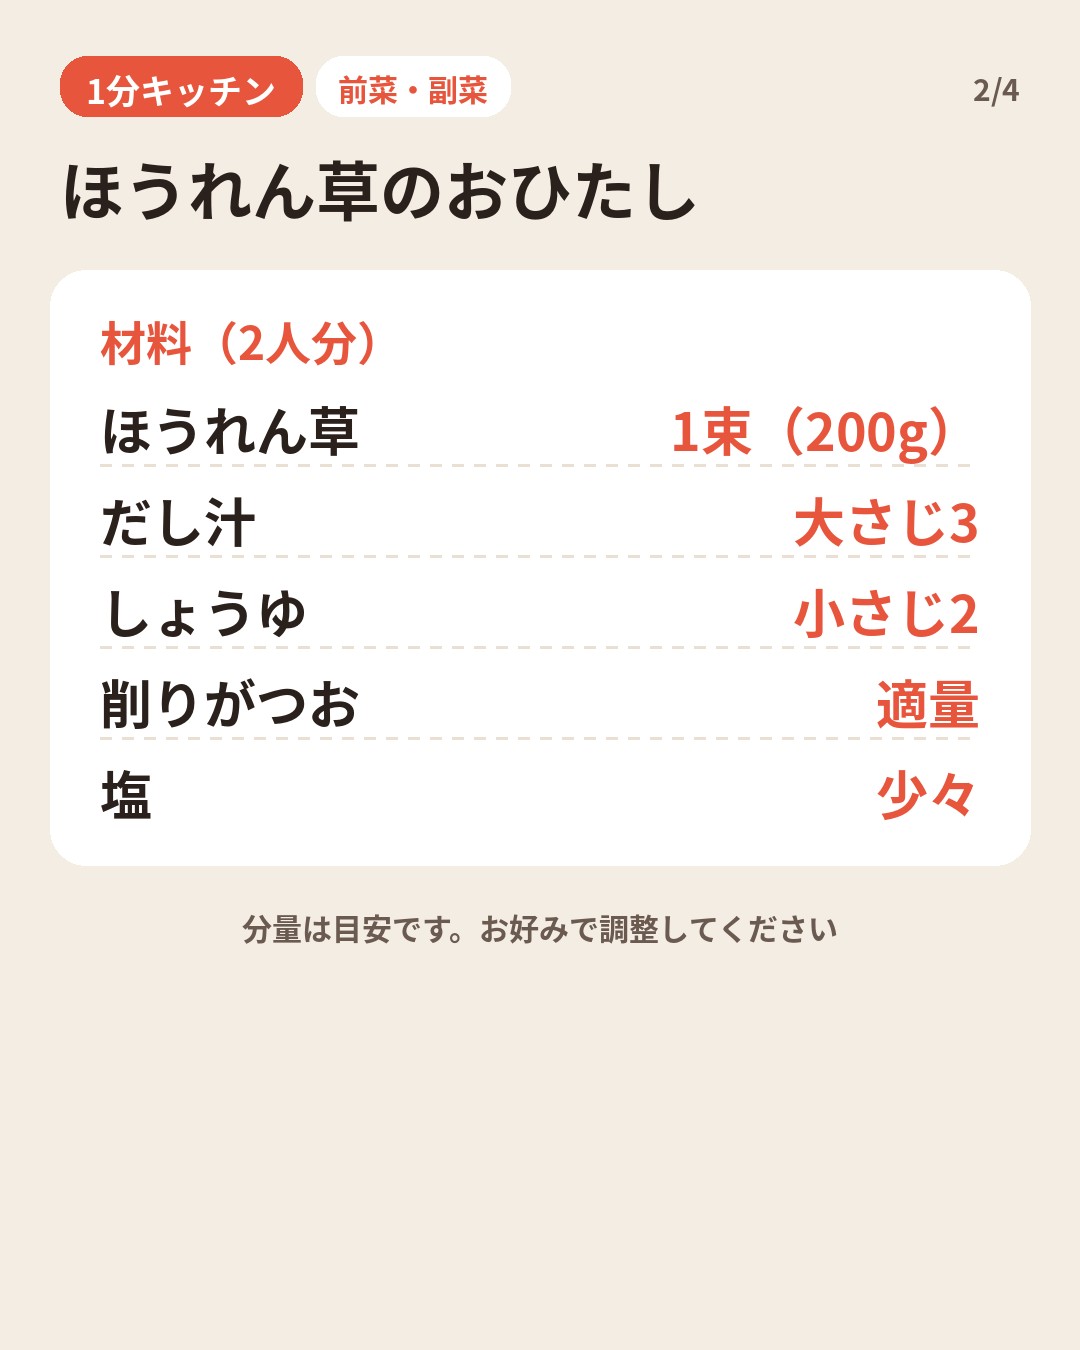 1分キッチン 前菜・副菜 2/4
ほうれん草のおひたし
材料（2人分）
ほうれん草 1束（200g）
だし汁 大さじ3
しょうゆ 小さじ2
削りがつお 適量
塩 少々
分量は目安です。お好みで調整してください